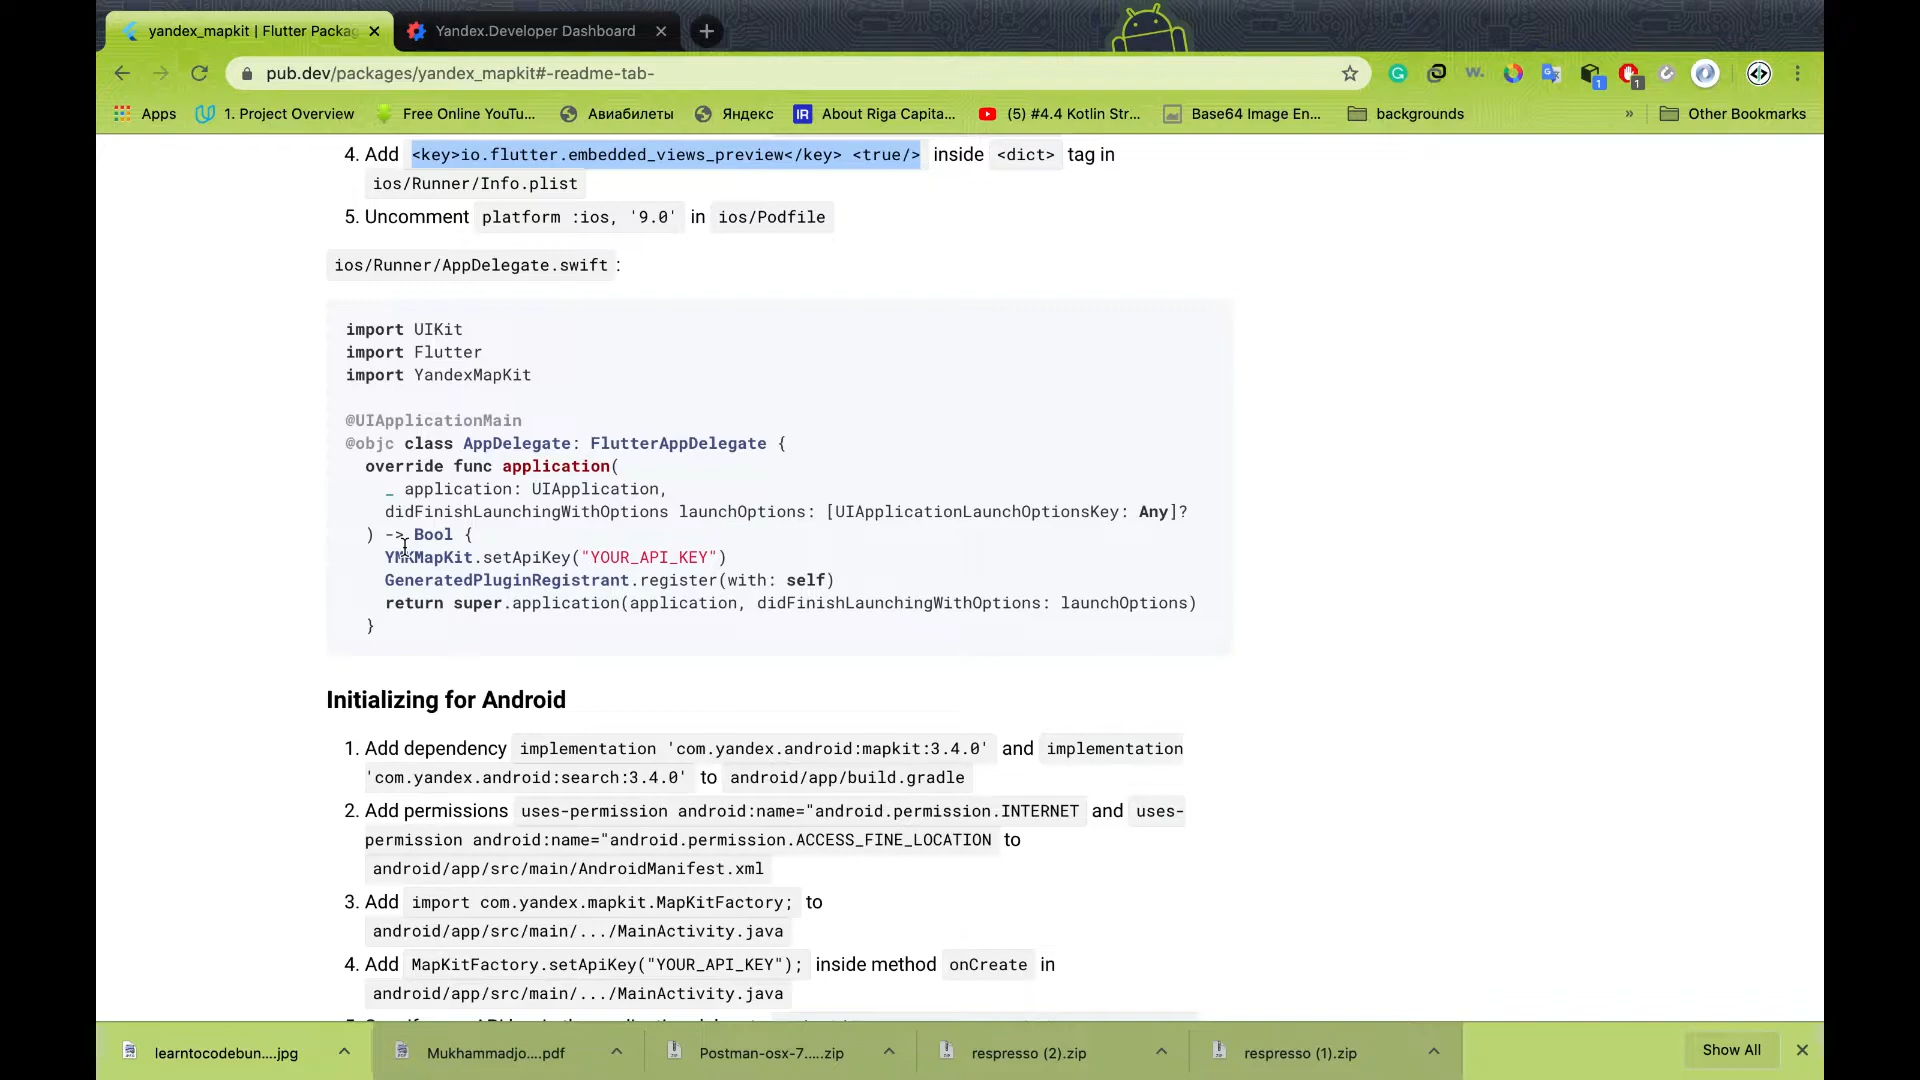 yandex_mapkit | Flutter Packag
Yandex.Developer Dashboard
pub.dev/packages/yandex_mapkit#-readme-tab-
Apps
1. Project Overview
Free Online YouTu...
Авиабилеты
Яндекс
IR About Riga Capita...
(5) #4.4 Kotlin Str...
Base64 Image En...
backgrounds
»
Other Bookmarks
4. Add <key>io.flutter.embedded_views_preview</key> <true/> inside <dict> tag in
ios/Runner/Info.plist
5. Uncomment platform :ios, '9.0' in ios/Podfile
ios/Runner/AppDelegate.swift :
import UIKit
import Flutter
import YandexMapKit
@UIApplicationMain
@objc class AppDelegate: FlutterAppDelegate {
override func application(
_ application: UIApplication,
didFinishLaunchingWithOptions launchOptions: [UIApplicationLaunchOptionsKey: Any]?
) -> Bool {
YMKMapKit.setApiKey("YOUR_API_KEY")
GeneratedPluginRegistrant.register(with: self)
return super.application(application, didFinishLaunchingWithOptions: launchOptions)
}
Initializing for Android
1. Add dependency implementation 'com.yandex.android:mapkit:3.4.0' and implementation
'com.yandex.android:search:3.4.0' to android/app/build.gradle
2. Add permissions uses-permission android:name="android.permission.INTERNET and uses-
permission android:name="android.permission.ACCESS_FINE_LOCATION to
android/app/src/main/AndroidManifest.xml
3. Add import com.yandex.mapkit.MapKitFactory; to
android/app/src/main/.../MainActivity.java
4. Add MapKitFactory.setApiKey("YOUR_API_KEY"); inside method onCreate in
android/app/src/main/.../MainActivity.java
learntocodebun....jpg
Mukhammadjo....pdf
Postman-osx-7.....zip
respresso (2).zip
respresso (1).zip
Show All